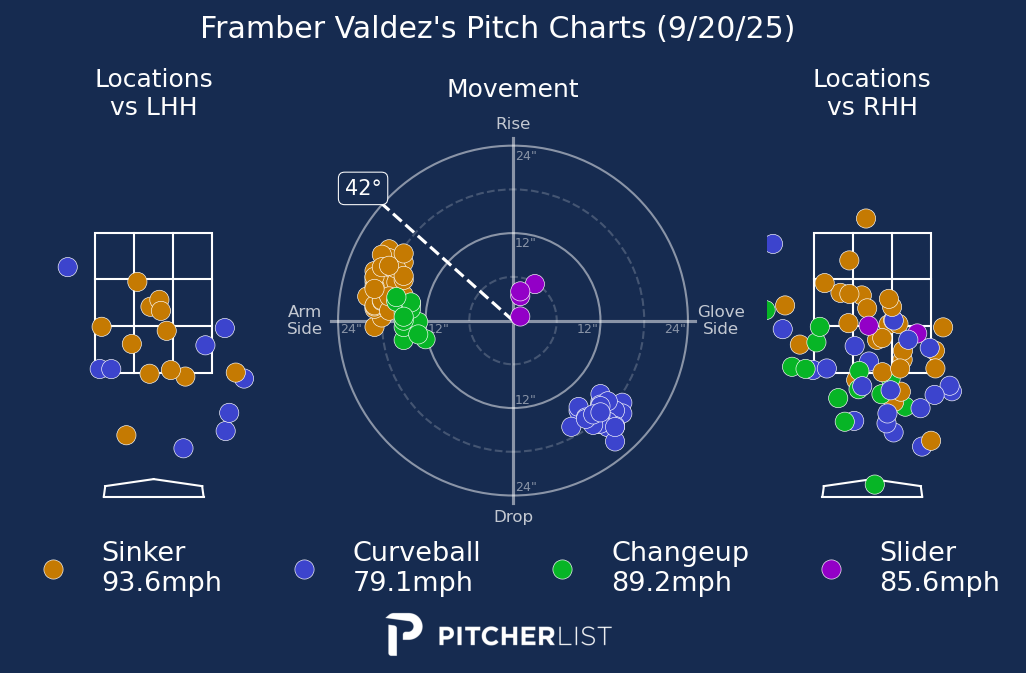 Framber Valdez's Pitch Charts (9/20/25)
Locations
vs LHH
Movement
Locations
vs RHH
Rise
24"
42°
12"
Arm
Side
24"
12"
12"
24"
Glove
Side
12"
24"
Drop
Sinker
93.6mph
Curveball
79.1mph
Changeup
89.2mph
Slider
85.6mph
PITCHERLIST